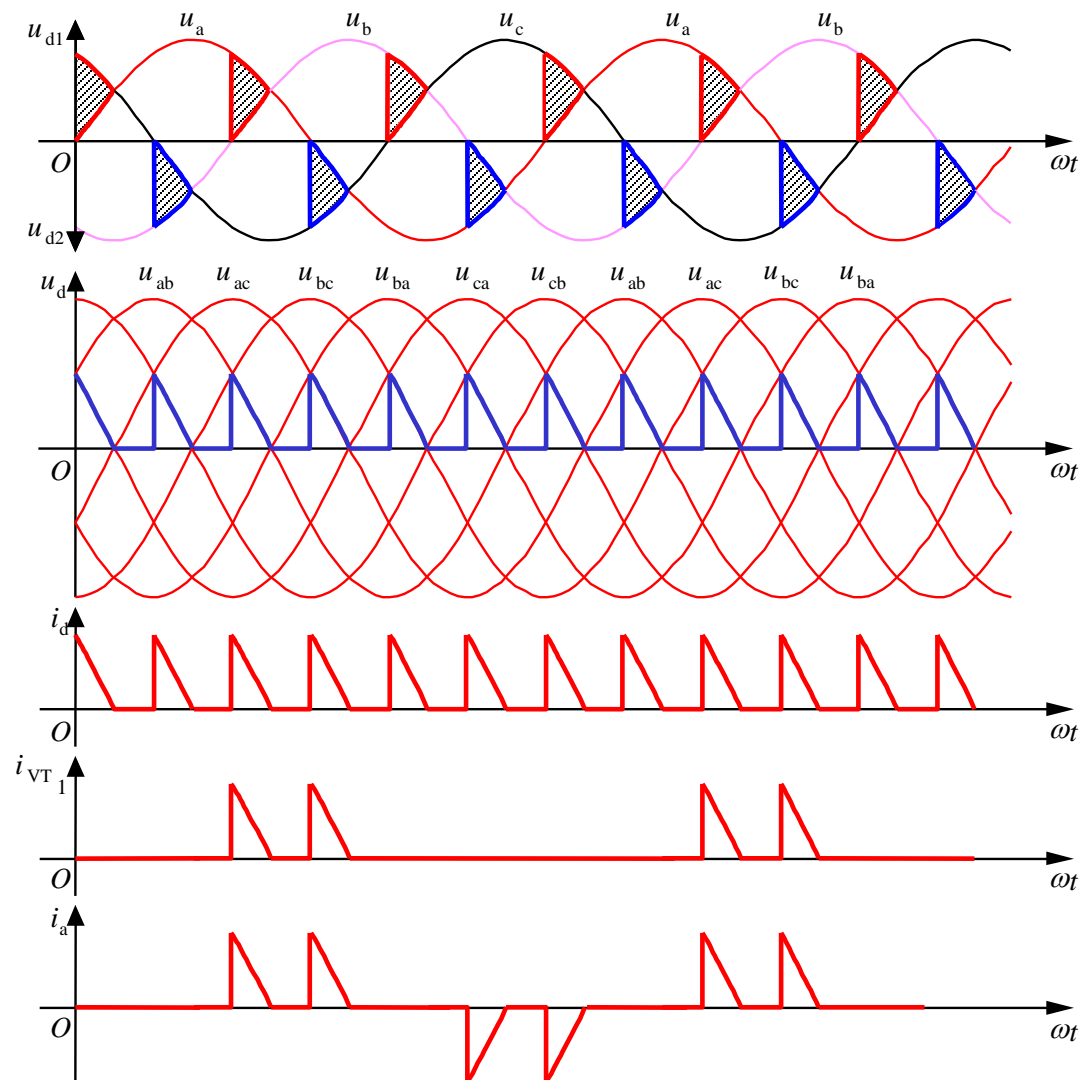 u d1 u a u b u c u a u b
O ωt
u d2
u d u ab u ac u bc u ba u ca u cb u ab u ac u bc u ba
O ωt
i d
O ωt
i VT 1
O ωt
i a
O ωt